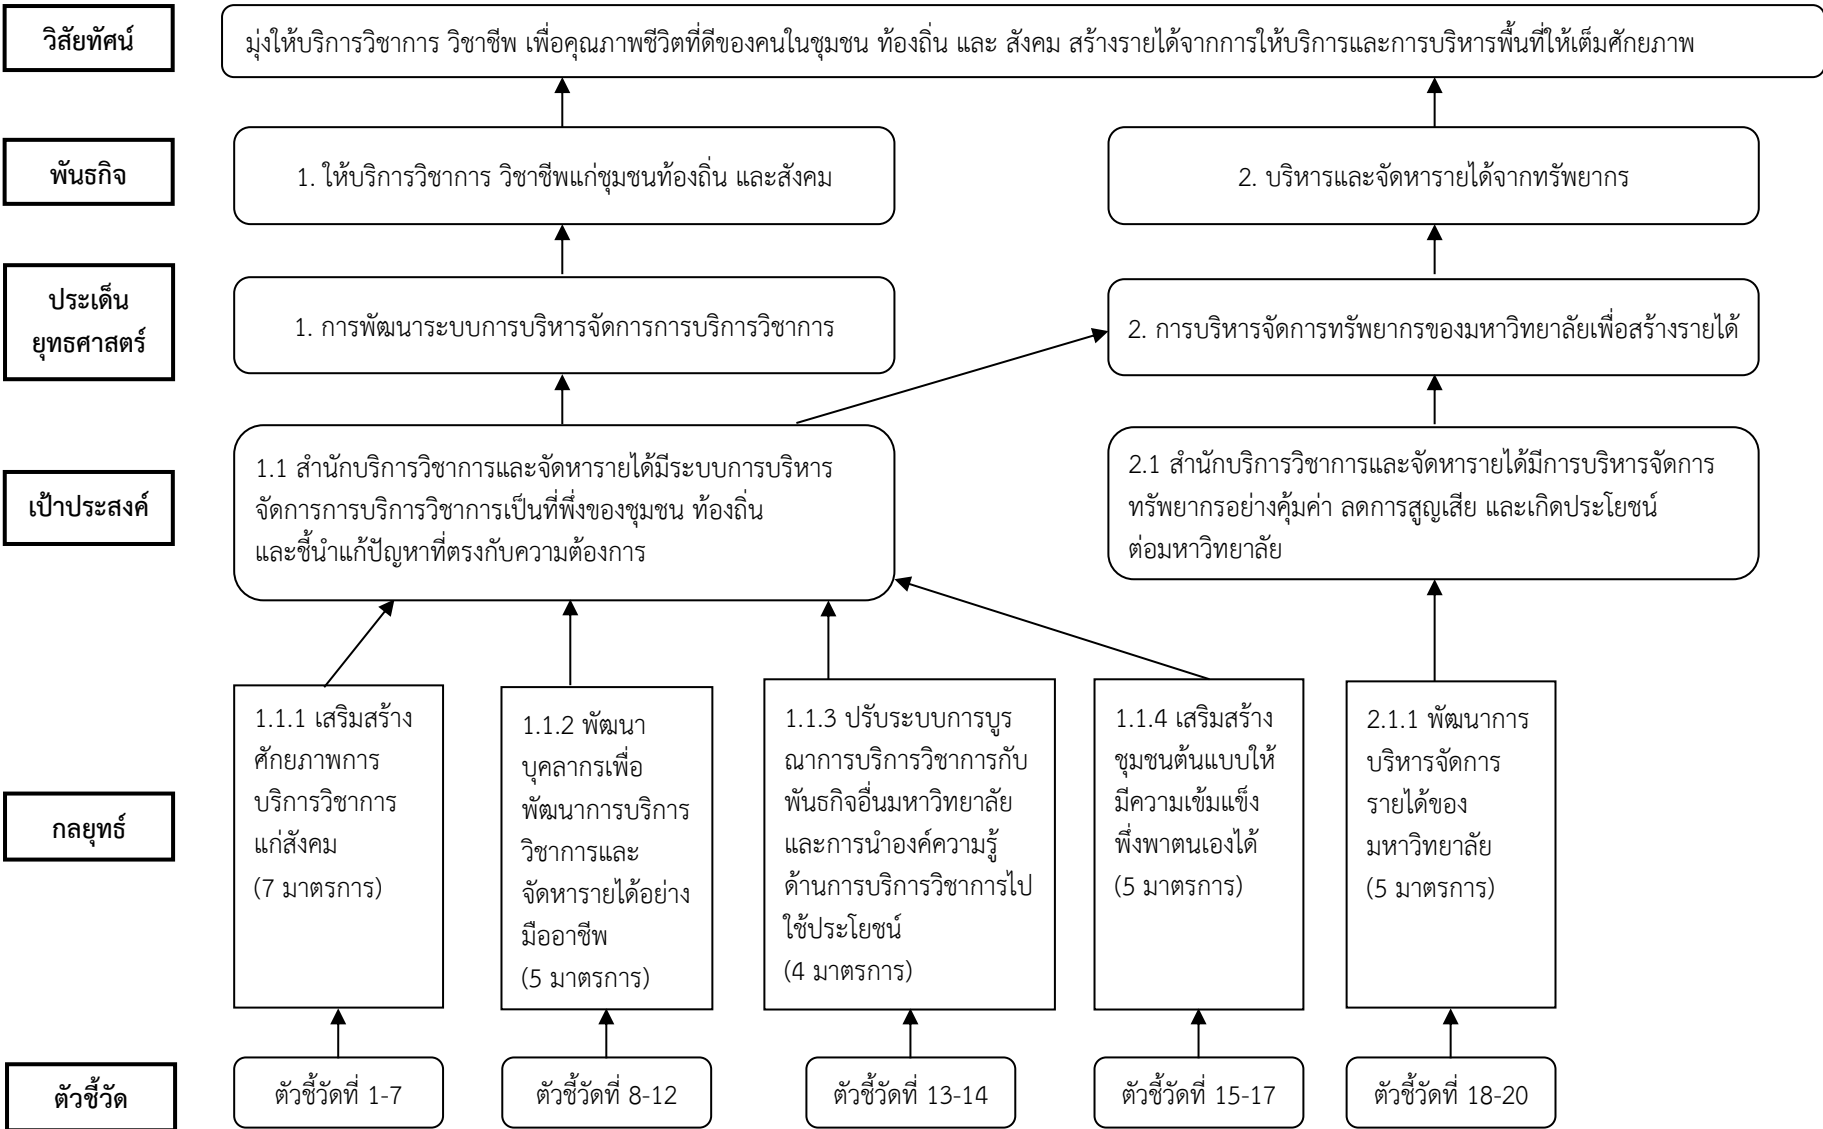 วิสัยทัศน์
มุ่งให้บริการวิชาการ วิชาชีพ เพื่อคุณภาพชีวิตที่ดีของคนในชุมชน ท้องถิ่น และ สังคม สร้างรายได้จากการให้บริการและการบริหารพื้นที่ให้เต็มศักยภาพ
พันธกิจ
1. ให้บริการวิชาการ วิชาชีพแก่ชุมชนท้องถิ่น และสังคม
2. บริหารและจัดหารายได้จากทรัพยากร
ประเด็น
ยุทธศาสตร์
1. การพัฒนาระบบการบริหารจัดการการบริการวิชาการ
2. การบริหารจัดการทรัพยากรของมหาวิทยาลัยเพื่อสร้างรายได้
เป้าประสงค์
1.1 สำนักบริการวิชาการและจัดหารายได้มีระบบการบริหาร
จัดการการบริการวิชาการเป็นที่พึ่งของชุมชน ท้องถิ่น
และชี้นำแก้ปัญหาที่ตรงกับความต้องการ
2.1 สำนักบริการวิชาการและจัดหารายได้มีการบริหารจัดการ
ทรัพยากรอย่างคุ้มค่า ลดการสูญเสีย และเกิดประโยชน์
ต่อมหาวิทยาลัย
กลยุทธ์
1.1.1 เสริมสร้าง
ศักยภาพการ
บริการวิชาการ
แก่สังคม
(7 มาตรการ)
1.1.2 พัฒนา
บุคลากรเพื่อ
พัฒนาการบริการ
วิชาการและ
จัดหารายได้อย่าง
มืออาชีพ
(5 มาตรการ)
1.1.3 ปรับระบบการบูร
ณาการบริการวิชาการกับ
พันธกิจอื่นมหาวิทยาลัย
และการนำองค์ความรู้
ด้านการบริการวิชาการไป
ใช้ประโยชน์
(4 มาตรการ)
1.1.4 เสริมสร้าง
ชุมชนต้นแบบให้
มีความเข้มแข็ง
พึ่งพาตนเองได้
(5 มาตรการ)
2.1.1 พัฒนาการ
บริหารจัดการ
รายได้ของ
มหาวิทยาลัย
(5 มาตรการ)
ตัวชี้วัด
ตัวชี้วัดที่ 1-7
ตัวชี้วัดที่ 8-12
ตัวชี้วัดที่ 13-14
ตัวชี้วัดที่ 15-17
ตัวชี้วัดที่ 18-20